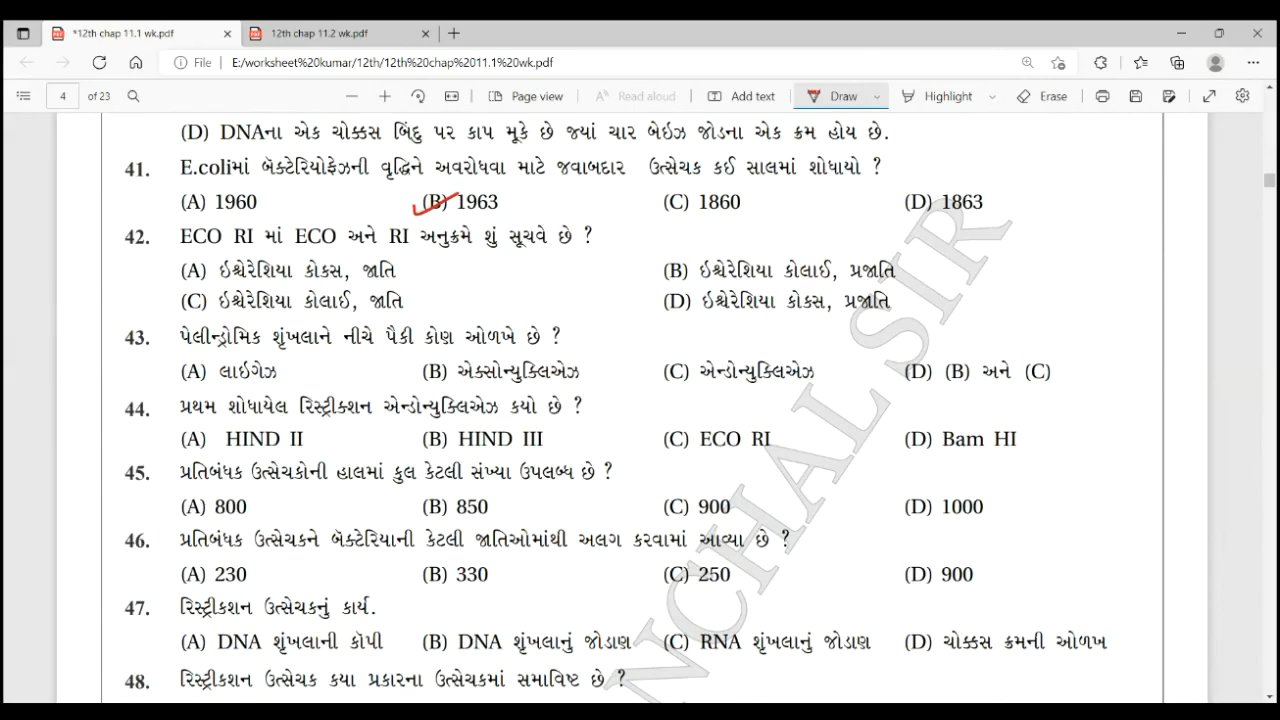 *12th chap 11.1 wk.pdf
12th chap 11.2 wk.pdf
File
E:/worksheet%20kumar/12th/12th%20chap%2011.1%20wk.pdf
4 of 23
Page view
Read aloud
Add text
Draw
Highlight
Erase
(D) DNAના એક ચોક્કસ બિંદુ પર કાપ મૂકે છે જ્યાં ચાર બેઇઝ જોડના એક ક્રમ હોય છે.
41. E.coliમાં બૅક્ટેરિયોફેઝની વૃદ્ધિને અવરોધવા માટે જવાબદાર ઉત્સેચક કઈ સાલમાં શોધાયો ?
(A) 1960 (B) 1963 (C) 1860 (D) 1863
42. ECO RI માં ECO અને RI અનુક્રમે શું સૂચવે છે ?
(A) ઇશ્ચેરેશિયા કોકસ, જાતિ (B) ઇશ્ચેરેશિયા કોલાઈ, પ્રજાતિ
(C) ઇશ્ચેરેશિયા કોલાઈ, જાતિ (D) ઇશ્ચેરેશિયા કોકસ, પ્રજાતિ
43. પેલીન્ડ્રોમિક શૃંખલાને નીચે પૈકી કોણ ઓળખે છે ?
(A) લાઇગેઝ (B) એક્સોન્યુક્લિએઝ (C) એન્ડોન્યુક્લિએઝ (D) (B) અને (C)
44. પ્રથમ શોધાયેલ રિસ્ટ્રીક્શન એન્ડોન્યુક્લિએઝ કયો છે ?
(A) HIND II (B) HIND III (C) ECO RI (D) Bam HI
45. પ્રતિબંધક ઉત્સેચકોની હાલમાં કુલ કેટલી સંખ્યા ઉપલબ્ધ છે ?
(A) 800 (B) 850 (C) 900 (D) 1000
46. પ્રતિબંધક ઉત્સેચકને બૅક્ટેરિયાની કેટલી જાતિઓમાંથી અલગ કરવામાં આવ્યા છે ?
(A) 230 (B) 330 (C) 250 (D) 900
47. રિસ્ટ્રીકશન ઉત્સેચકનું કાર્ય.
(A) DNA શૃંખલાની કૉપી (B) DNA શૃંખલાનું જોડાણ (C) RNA શૃંખલાનું જોડાણ (D) ચોક્કસ ક્રમની ઓળખ
48. રિસ્ટ્રીકશન ઉત્સેચક કયા પ્રકારના ઉત્સેચકમાં સમાવિષ્ટ છે ?
NCHAL SIR